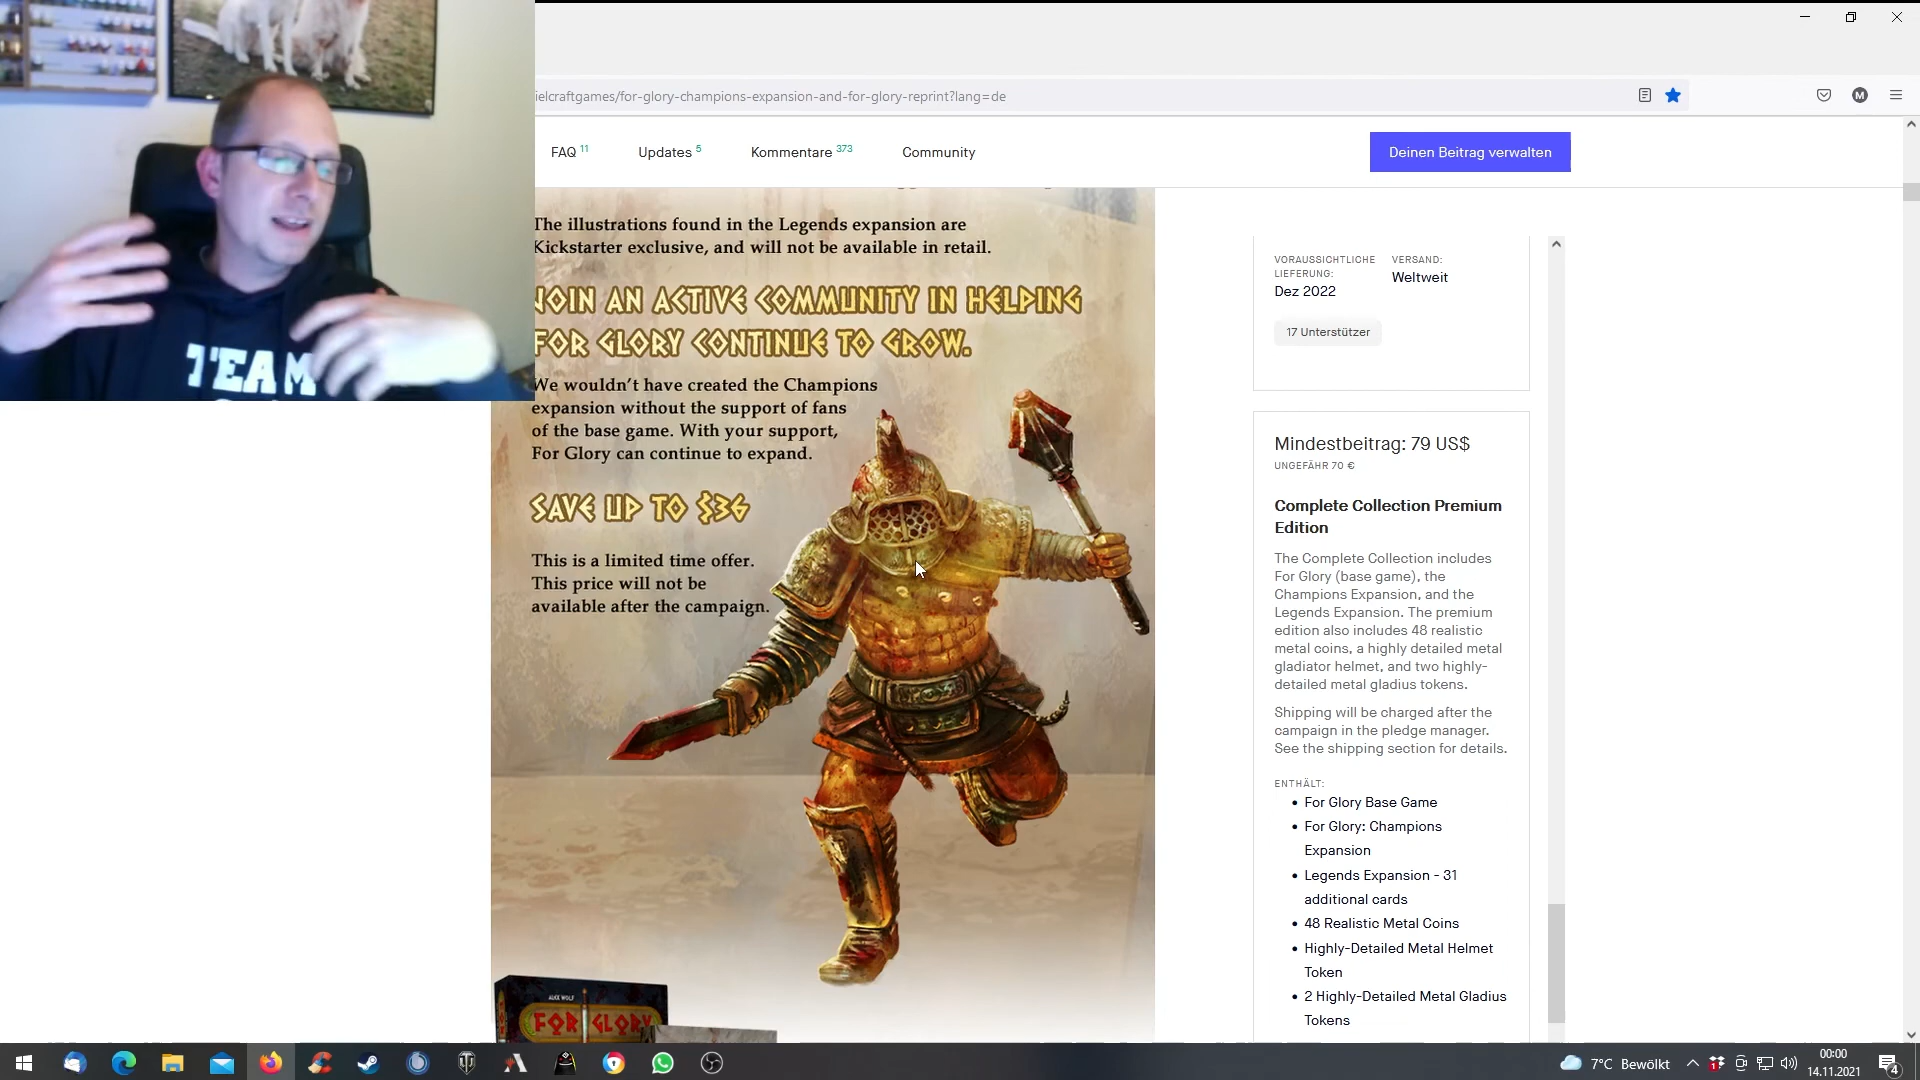 TEAM
ielcraftgames/for-glory-champions-expansion-and-for-glory-reprint?lang=de
M
FAQ 11
Updates 5
Kommentare 373
Community
Deinen Beitrag verwalten
The illustrations found in the Legends expansion are
Kickstarter exclusive, and will not be available in retail.
JOIN AN ACTIVE COMMUNITY IN HELPING
FOR GLORY CONTINUE TO GROW.
We wouldn't have created the Champions
expansion without the support of fans
of the base game. With your support,
For Glory can continue to expand.
SAVE UP TO $36
This is a limited time offer.
This price will not be
available after the campaign.
ALEX WOLF
FOR GLORY
VORAUSSICHTLICHE
LIEFERUNG:
Dez 2022
VERSAND:
Weltweit
17 Unterstützer
Mindestbeitrag: 79 US$
UNGEFÄHR 70 €
Complete Collection Premium
Edition
The Complete Collection includes
For Glory (base game), the
Champions Expansion, and the
Legends Expansion. The premium
edition also includes 48 realistic
metal coins, a highly detailed metal
gladiator helmet, and two highly-
detailed metal gladius tokens.
Shipping will be charged after the
campaign in the pledge manager.
See the shipping section for details.
ENTHÄLT:
• For Glory Base Game
• For Glory: Champions
Expansion
• Legends Expansion - 31
additional cards
• 48 Realistic Metal Coins
• Highly-Detailed Metal Helmet
Token
• 2 Highly-Detailed Metal Gladius
Tokens
7°C Bewölkt
00:00
14.11.2021
4